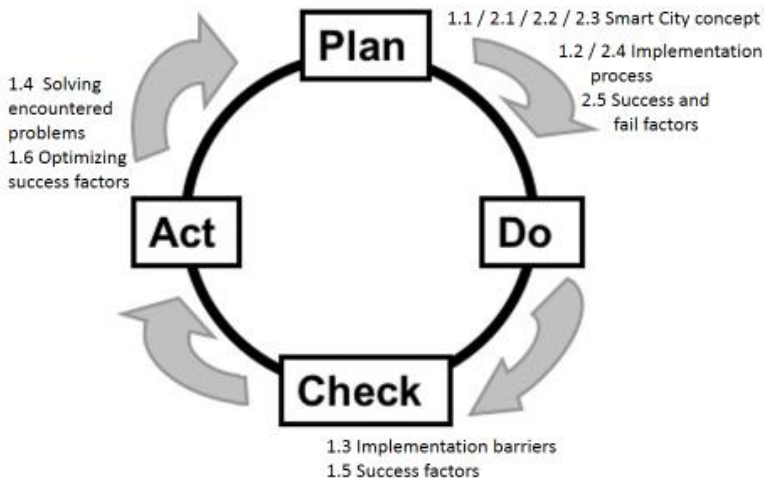 Plan
1.1 / 2.1 / 2.2 / 2.3 Smart City concept
1.2 / 2.4 Implementation
process
2.5 Success and
fail factors
1.4 Solving
encountered
problems
1.6 Optimizing
success factors
Act
Do
Check
1.3 Implementation barriers
1.5 Success factors